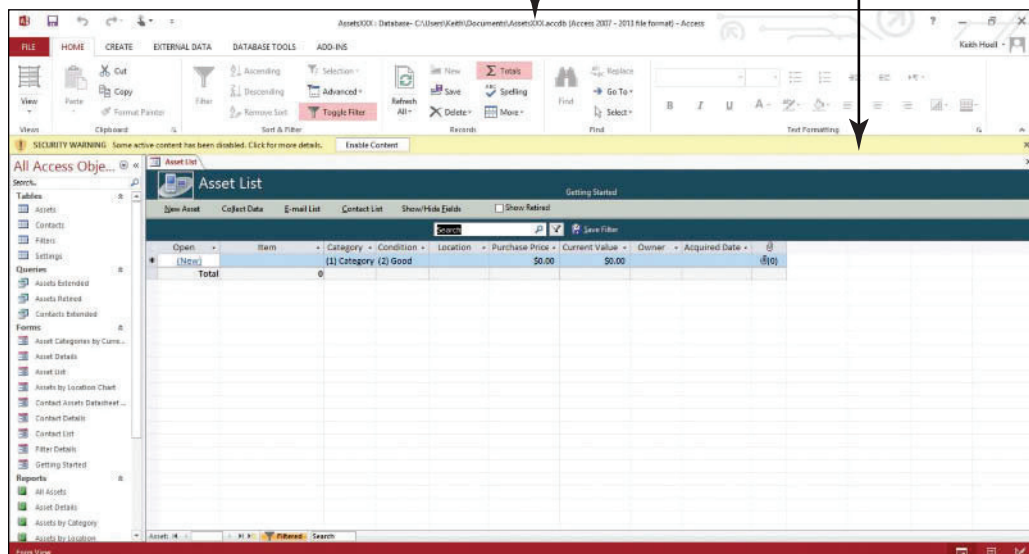 AssetsXXX : Database- C:\Users\Keith\Documents\AssetsXXX.accdb (Access 2007 - 2013 file format) - Access
FILE HOME CREATE EXTERNAL DATA DATABASE TOOLS ADD-INS Keith Hoell
Cut Ascending Selection New Totals Replace
Copy Descending Advanced Save Spelling Go To
View Paste Format Painter Filter Remove Sort Toggle Filter Refresh All Delete More Find Select B I U A
Views Clipboard Sort & Filter Records Find Text Formatting
SECURITY WARNING Some active content has been disabled. Click for more details. Enable Content
All Access Obje... Asset List
Search..
Asset List
Getting Started
Tables
Assets
Contacts
Filters
Settings
Queries
Assets Extended
Assets Retired
Contacts Extended
Forms
Asset Categories by Curre...
Asset Details
Asset List
Assets by Location Chart
Contact Assets Datasheet ...
Contact Details
Contact List
Filter Details
Getting Started
Reports
All Assets
Asset Details
Assets by Category
Assets by Location
New Asset Collect Data E-mail List Contact List Show/Hide Fields Show Retired
Search Save Filter
Open Item Category Condition Location Purchase Price Current Value Owner Acquired Date
(New) (1) Category (2) Good $0.00 $0.00 (0)
Total 0
Asset: Filtered Search
Form View